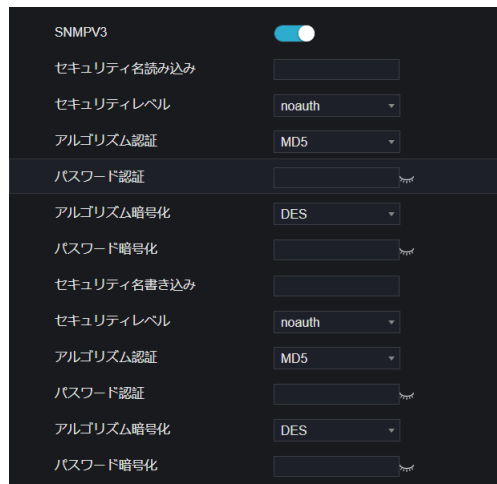 SNMPV3
セキュリティ名読み込み
セキュリティレベル noauth
アルゴリズム認証 MD5
パスワード認証
アルゴリズム暗号化 DES
パスワード暗号化
セキュリティ名書き込み
セキュリティレベル noauth
アルゴリズム認証 MD5
パスワード認証
アルゴリズム暗号化 DES
パスワード暗号化